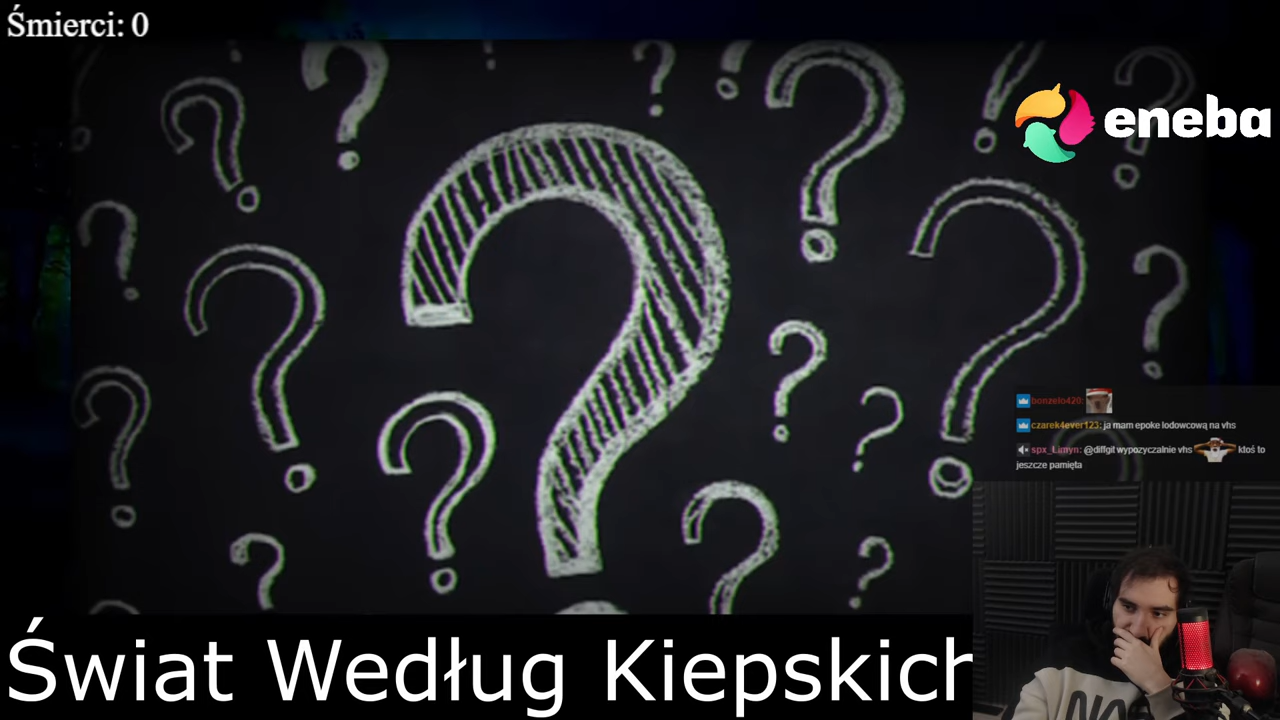 Śmierci: 0
eneba
bonzelo420:
czarek4ever123: ja mam epoke lodowcową na vhs
@diffgit wypozyczalnie vhs ktoś to
jeszcze pamięta
Świat Według Kiepskich